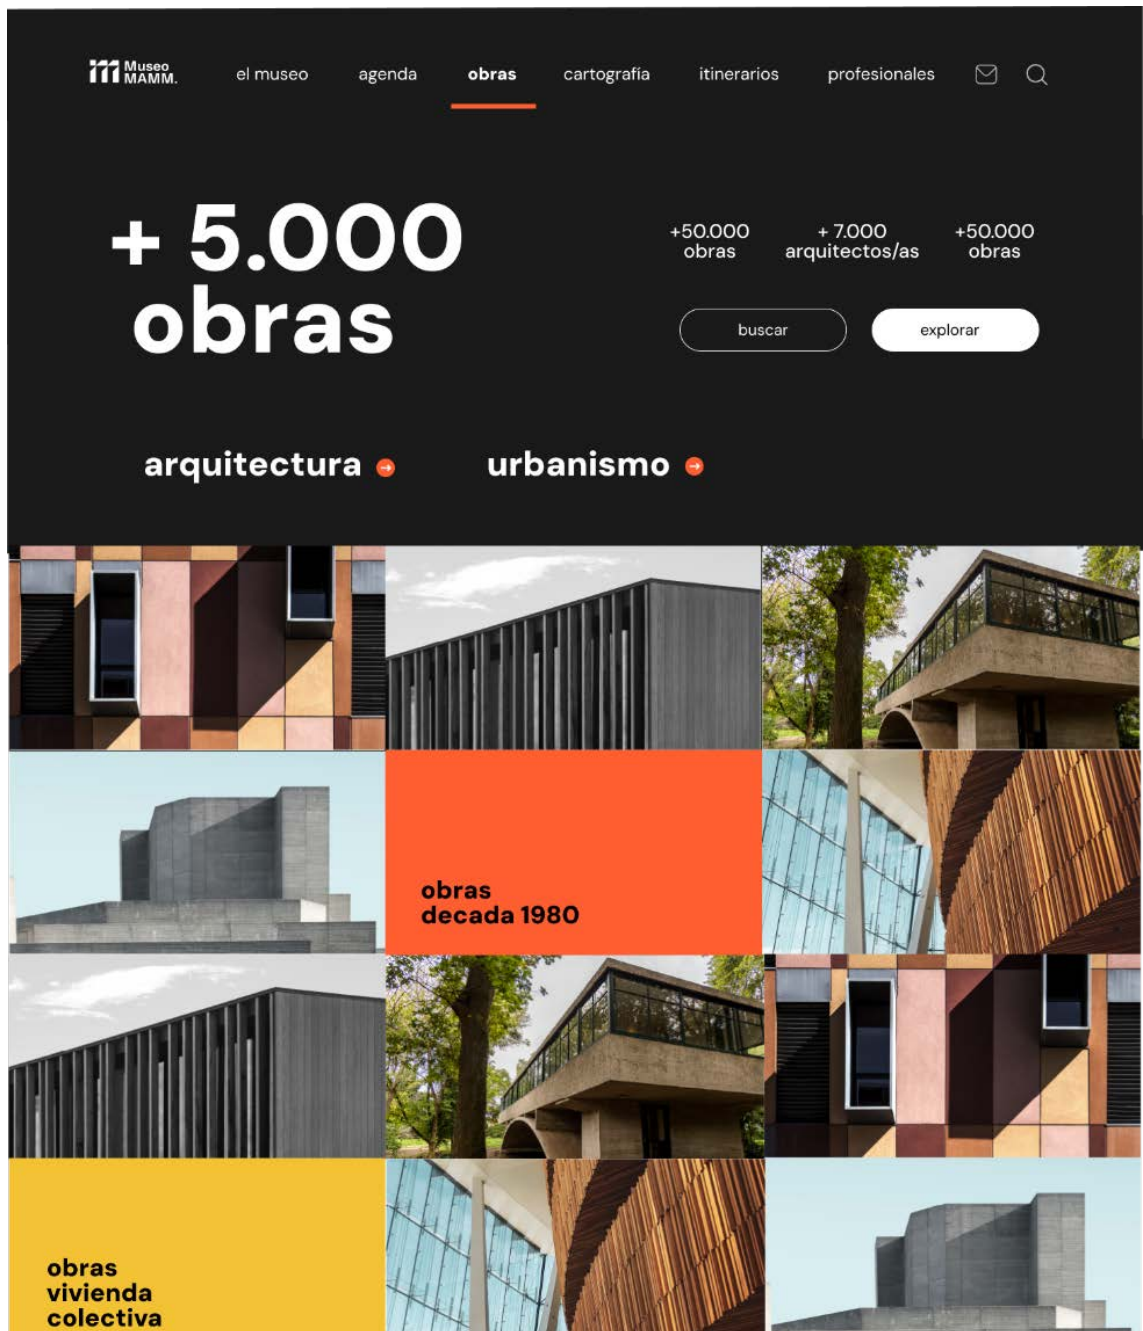 Museo
MAMM.
el museo
agenda
obras
cartografía
itinerarios
profesionales
+ 5.000
obras
+50.000
obras
+ 7.000
arquitectos/as
+50.000
obras
buscar
explorar
arquitectura
urbanismo
obras
decada 1980
obras
vivienda
colectiva